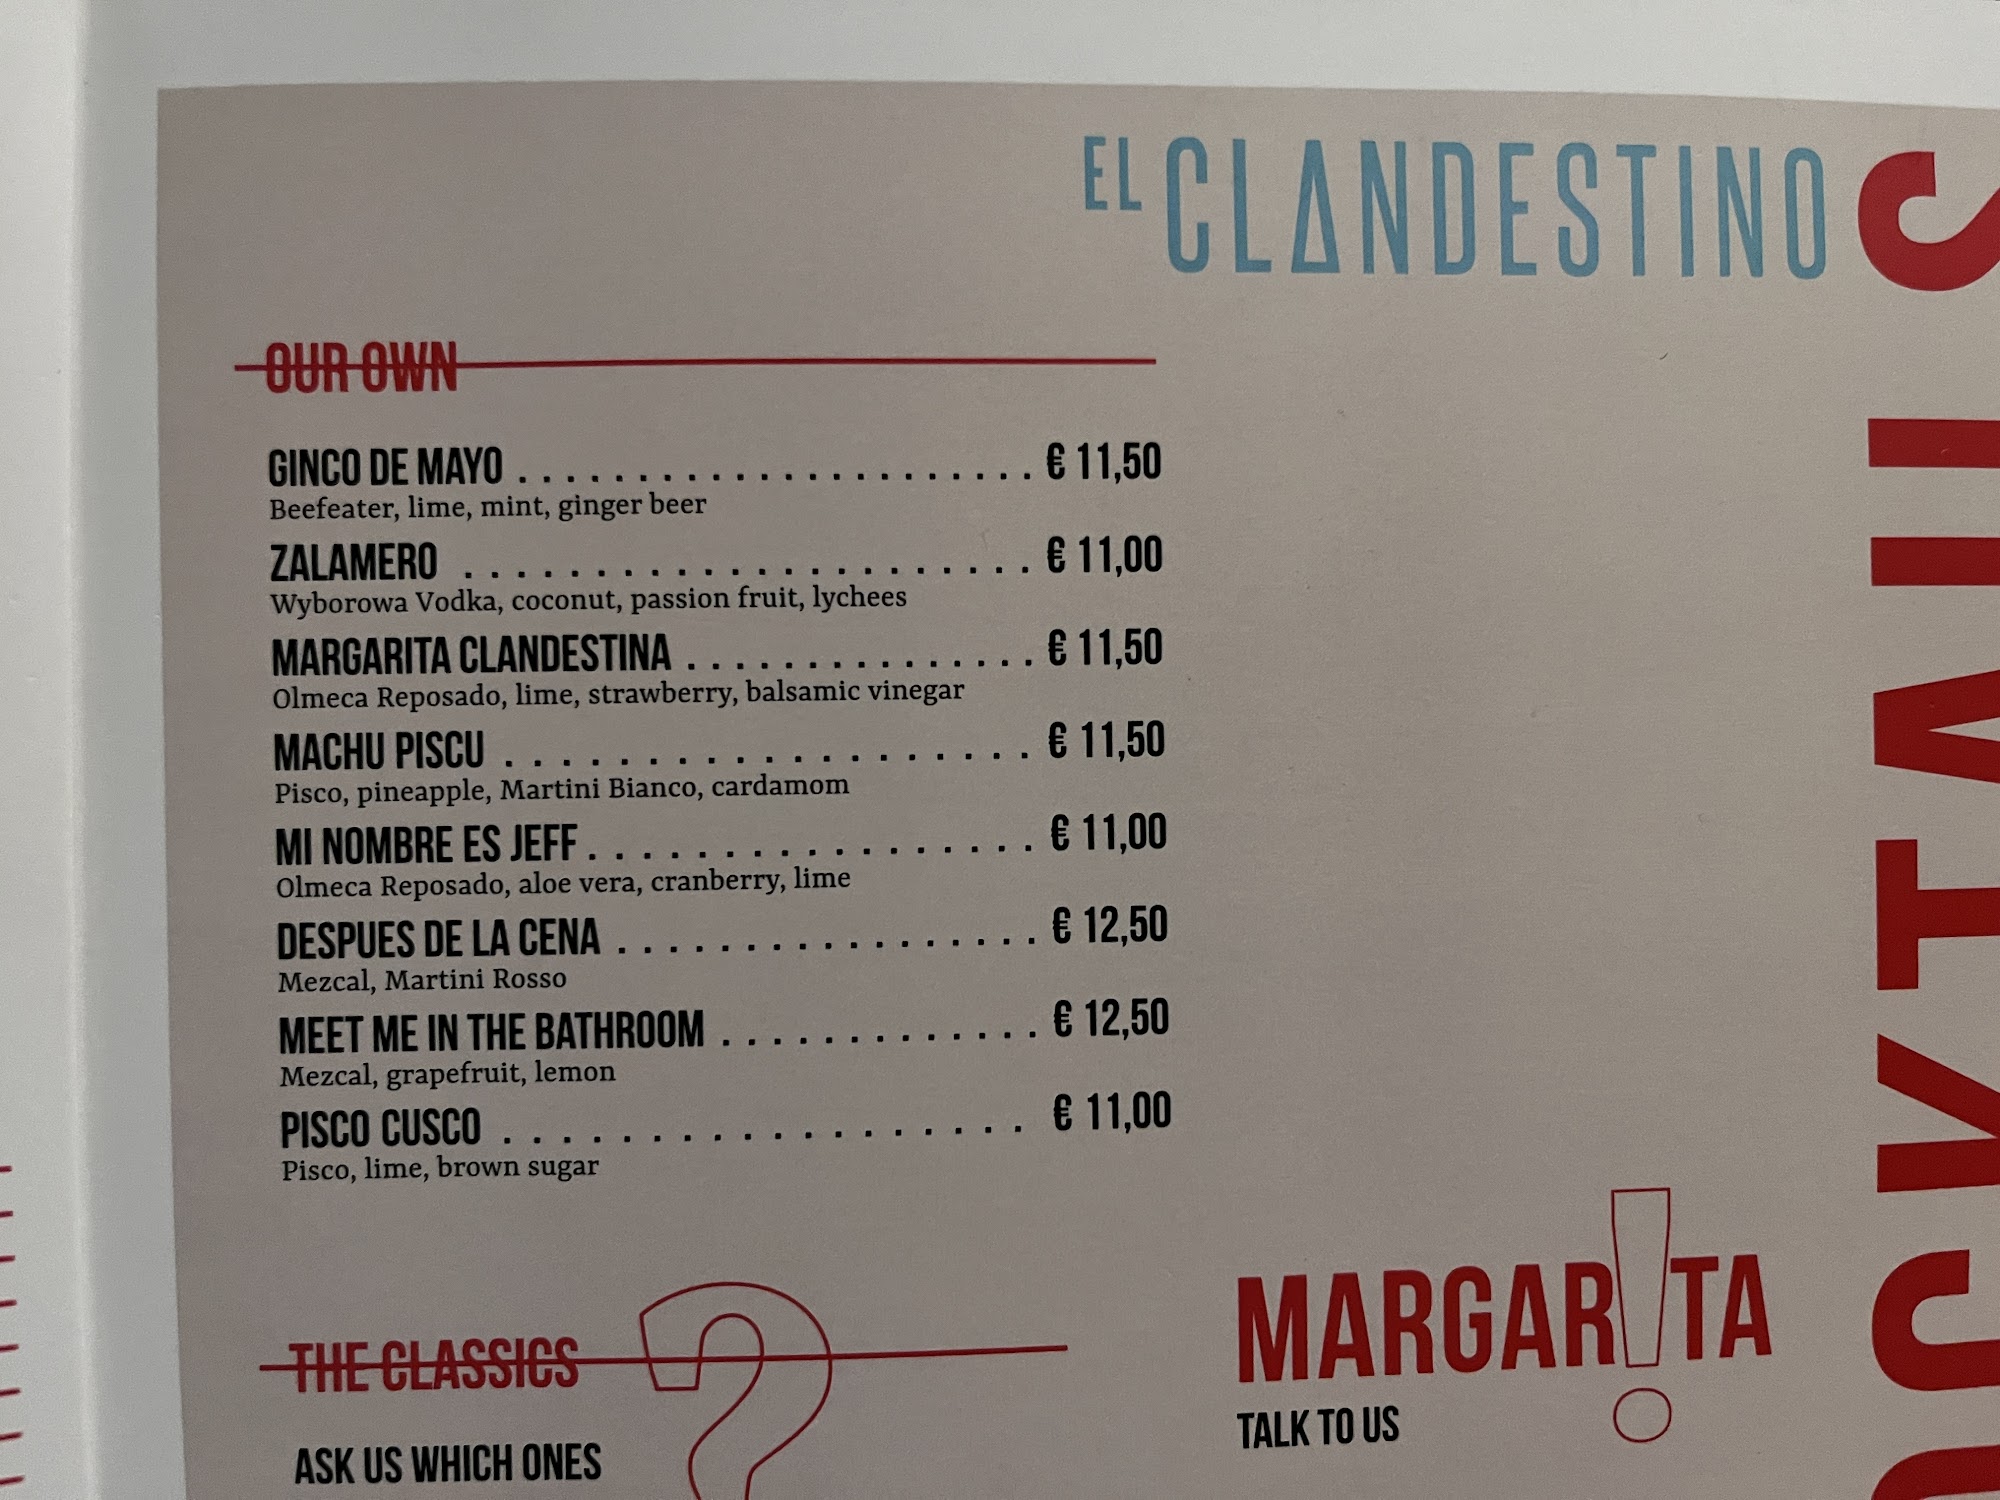 EL CLANDESTINO
OUR OWN
GINCO DE MAYO . . . . . . . . . . . . . . . . . . . . . . € 11,50
Beefeater, lime, mint, ginger beer
ZALAMERO . . . . . . . . . . . . . . . . . . . . . . € 11,00
Wyborowa Vodka, coconut, passion fruit, lychees
MARGARITA CLANDESTINA . . . . . . . . . . . . . . . € 11,50
Olmeca Reposado, lime, strawberry, balsamic vinegar
MACHU PISCU . . . . . . . . . . . . . . . . . . . . € 11,50
Pisco, pineapple, Martini Bianco, cardamom
MI NOMBRE ES JEFF . . . . . . . . . . . . . . . . . € 11,00
Olmeca Reposado, aloe vera, cranberry, lime
DESPUES DE LA CENA . . . . . . . . . . . . . . . . . € 12,50
Mezcal, Martini Rosso
MEET ME IN THE BATHROOM . . . . . . . . . . . . . € 12,50
Mezcal, grapefruit, lemon
PISCO CUSCO . . . . . . . . . . . . . . . . . . € 11,00
Pisco, lime, brown sugar
THE CLASSICS ?
ASK US WHICH ONES
MARGAR!TA
TALK TO US